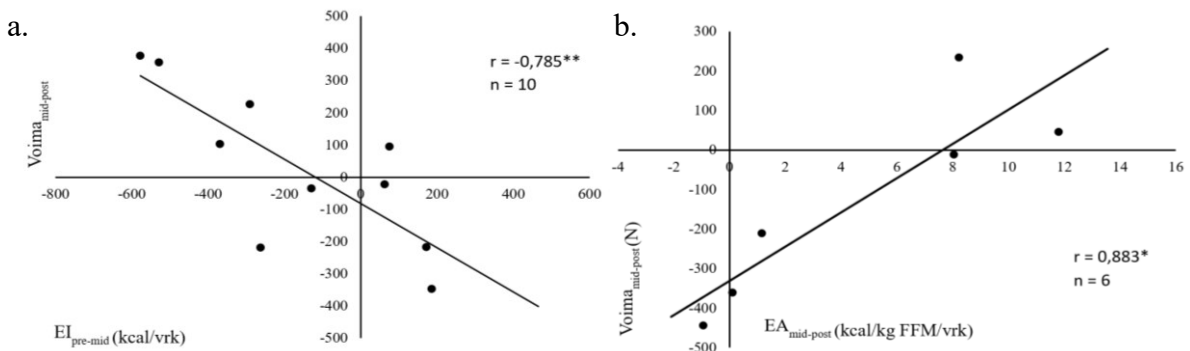 a.
500
400
300
200
100
0
-100
-200
-300
-400
-500
-800 -600 -400 -200 0 200 400 600
Voima mid-post
r = -0,785**
n = 10
EI pre-mid (kcal/vrk)
b.
300
200
100
0
-100
-200
-300
-400
-500
-4 -2 0 2 4 6 8 10 12 14 16
Voima mid-post (N)
r = 0,883*
n = 6
EA mid-post (kcal/kg FFM/vrk)